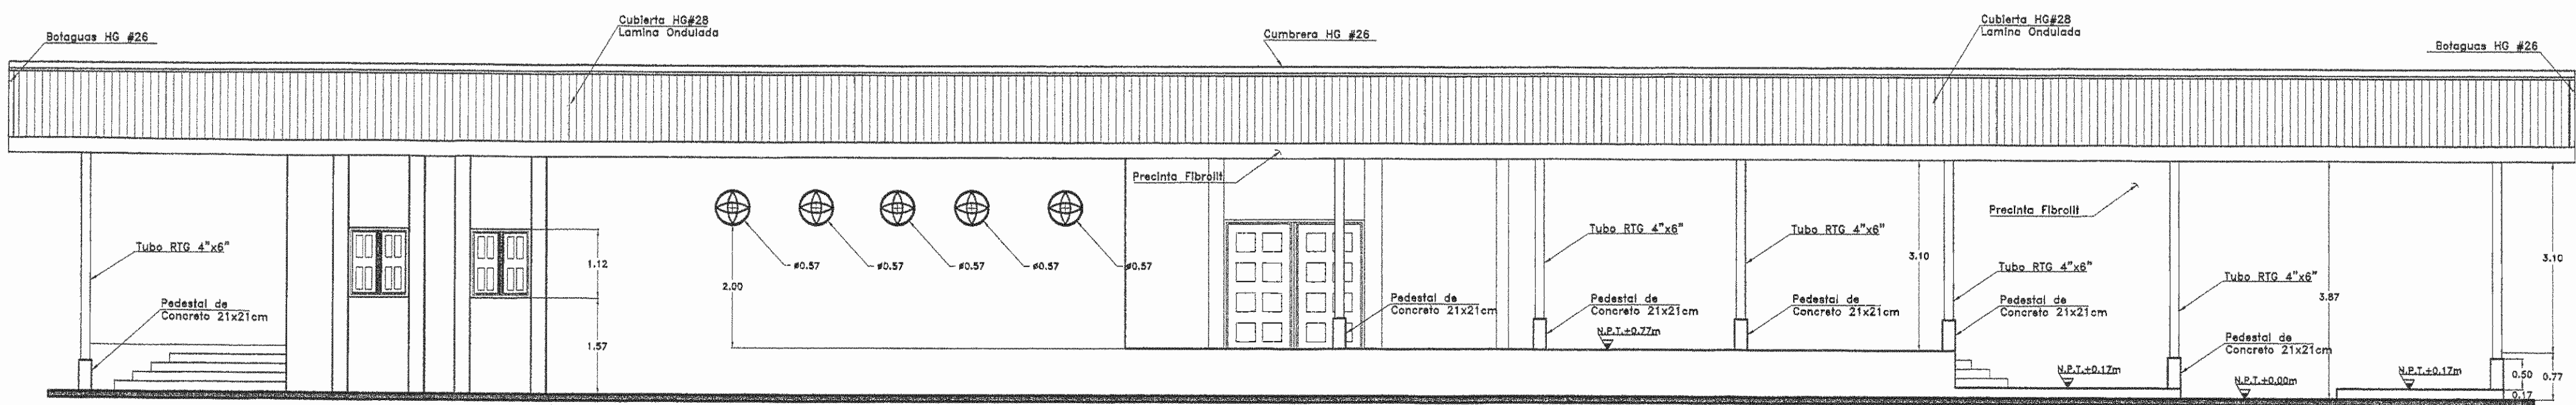 Botaguas HG #26
Cubierta HG#28
Lamina Ondulada
Cumbrera HG #26
Cubierta HG#28
Lamina Ondulada
Botaguas HG #26
Precinta Fibrolit
Precinta Fibrolit
Tubo RTG 4"x6"
Pedestal de
Concreto 21x21cm
1.12
1.57
2.00
ø0.57
ø0.57
ø0.57
ø0.57
ø0.57
Pedestal de
Concreto 21x21cm
Tubo RTG 4"x6"
Pedestal de
Concreto 21x21cm
N.P.T.+0.77m
Tubo RTG 4"x6"
Pedestal de
Concreto 21x21cm
3.10
Tubo RTG 4"x6"
Pedestal de
Concreto 21x21cm
N.P.T.+0.17m
Tubo RTG 4"x6"
Pedestal de
Concreto 21x21cm
N.P.T.+0.00m
3.87
N.P.T.+0.17m
3.10
0.50
0.77
0.17